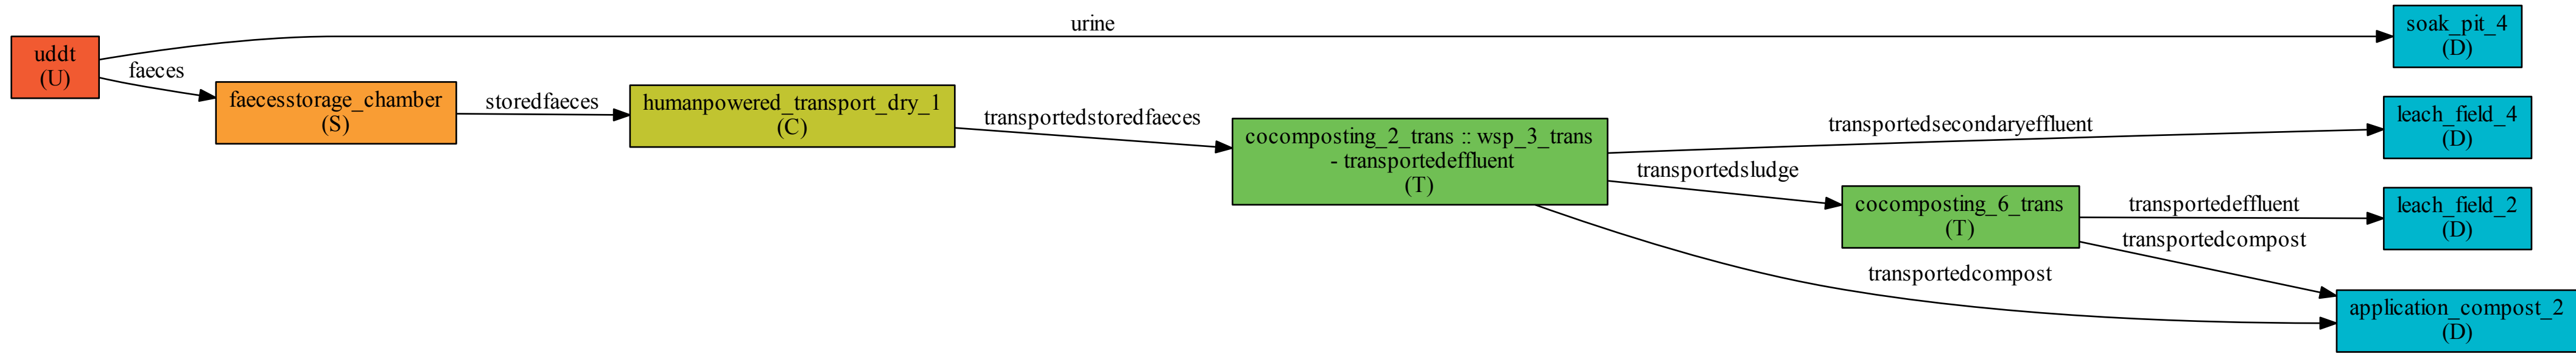 urine
soak_pit_4
(D)
uddt
(U)
faeces
faecesstorage_chamber
(S)
storedfaeces
humanpowered_transport_dry_1
(C)
transportedstoredfaeces
cocomposting_2_trans :: wsp_3_trans
- transportedeffluent
(T)
transportedsecondaryeffluent
leach_field_4
(D)
transportedsludge
cocomposting_6_trans
(T)
transportedeffluent
leach_field_2
(D)
transportedcompost
transportedcompost
application_compost_2
(D)